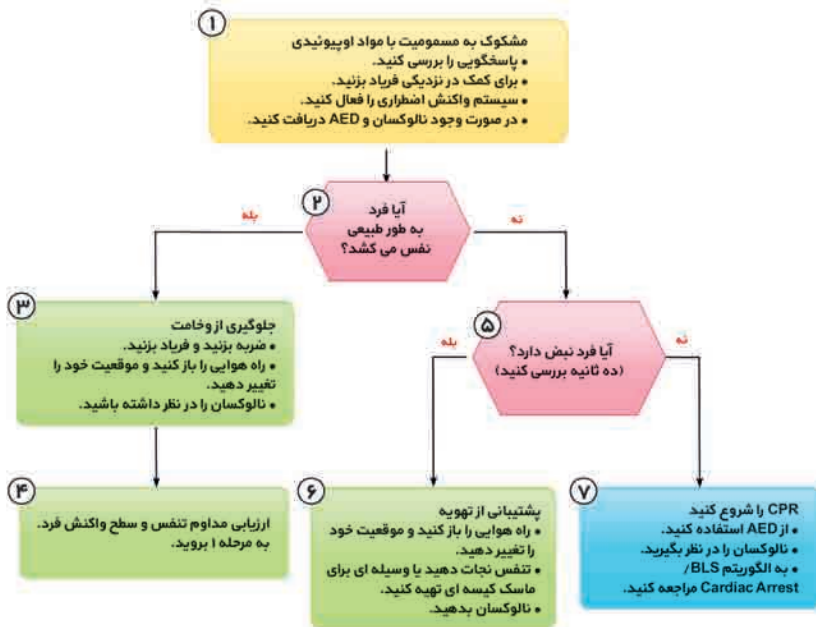 ۱
مشکوک به مسمومیت با مواد اوپیوئیدی
• پاسخگویی را بررسی کنید.
• برای کمک در نزدیکی فریاد بزنید.
• سیستم واکنش اضطراری را فعال کنید.
• در صورت وجود نالوکسان و AED دریافت کنید.
۲
آیا فرد
به طور طبیعی
نفس می کشد؟
بله
نه
۳
جلوگیری از وخامت
• ضربه بزنید و فریاد بزنید.
• راه هوایی را باز کنید و موقعیت خود را
تغییر دهید.
• نالوکسان را در نظر داشته باشید.
۴
ارزیابی مداوم تنفس و سطح واکنش فرد.
به مرحله ۱ بروید.
۵
آیا فرد نبض دارد؟
(ده ثانیه بررسی کنید)
بله
نه
۶
پشتیبانی از تهویه
• راه هوایی را باز کنید و موقعیت خود
را تغییر دهید.
• تنفس نجات دهید یا وسیله ای برای
ماسک کیسه ای تهیه کنید.
• نالوکسان بدهید.
۷
CPR را شروع کنید
• از AED استفاده کنید.
• نالوکسان را در نظر بگیرید.
• به الگوریتم BLS/
Cardiac Arrest مراجعه کنید.